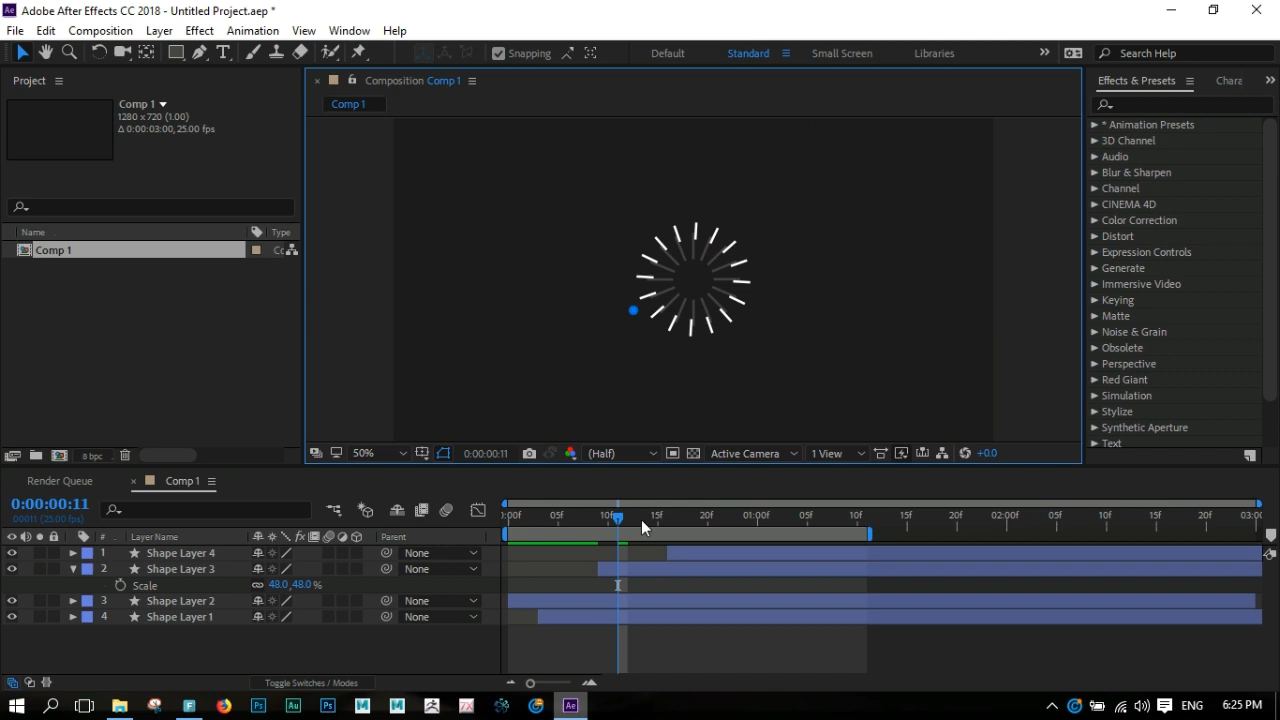 Adobe After Effects CC 2018 - Untitled Project.aep *
File Edit Composition Layer Effect Animation View Window Help
Snapping Default Standard Small Screen Libraries Search Help
Project
Comp 1
1280 x 720 (1.00)
Δ 0:00:03:00, 25.00 fps
Name Type
Comp 1
8 bpc
Composition Comp 1
Comp 1
50% 0:00:00:11 (Half) Active Camera 1 View +0.0
Effects & Presets Chara
* Animation Presets
3D Channel
Audio
Blur & Sharpen
Channel
CINEMA 4D
Color Correction
Distort
Expression Controls
Generate
Immersive Video
Keying
Matte
Noise & Grain
Obsolete
Perspective
Red Giant
Simulation
Stylize
Synthetic Aperture
Text
Render Queue Comp 1
0:00:00:11
00011 (25.00 fps)
:00f 05f 10f 15f 20f 01:00f 05f 10f 15f 20f 02:00f 05f 10f 15f 20f 03:00
# Layer Name Parent
1 Shape Layer 4 None
2 Shape Layer 3 None
Scale 48.0,48.0 %
3 Shape Layer 2 None
4 Shape Layer 1 None
Toggle Switches / Modes
ENG 6:25 PM